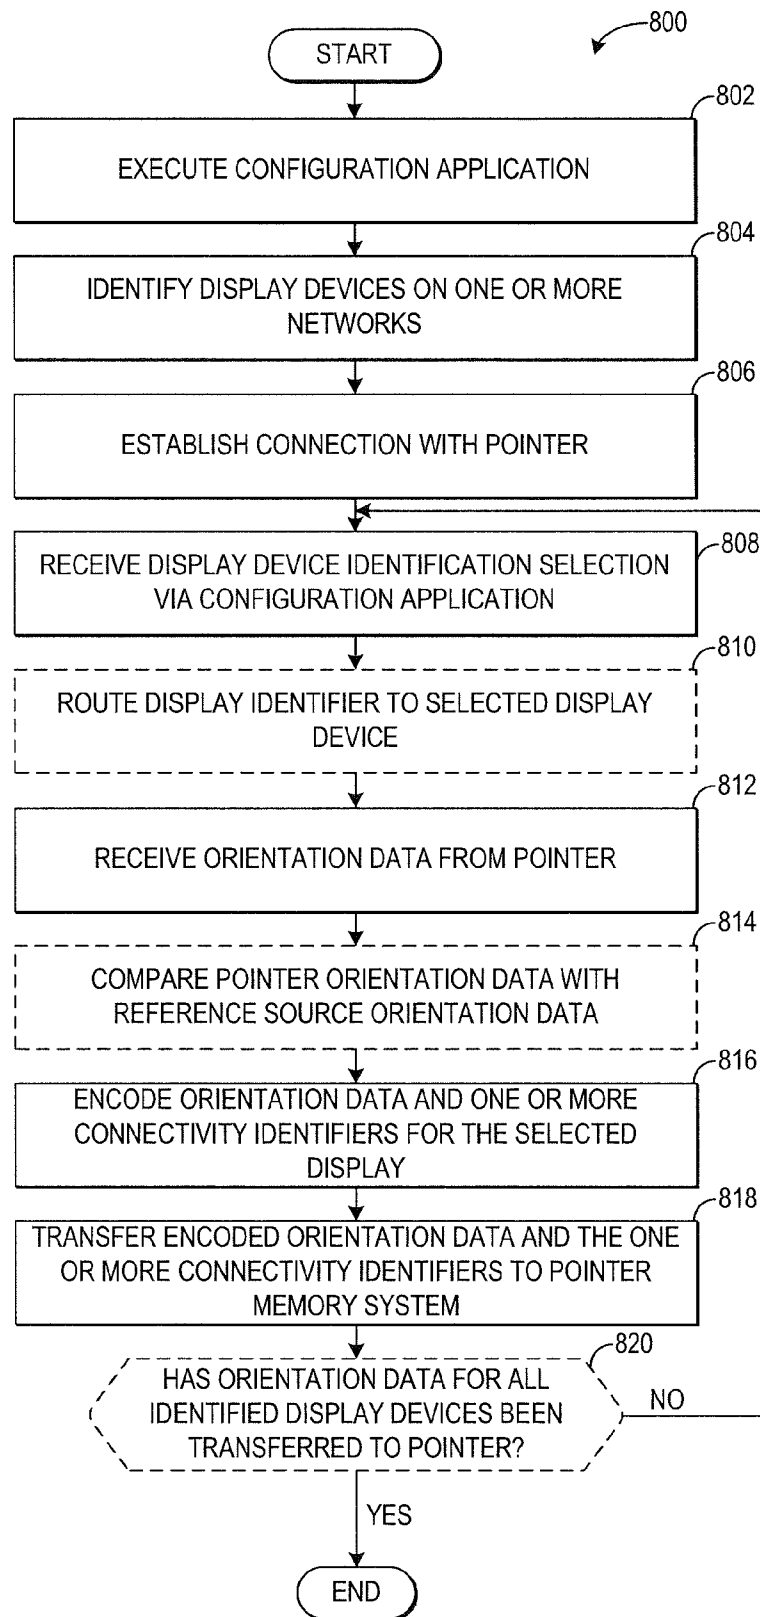 800
START
802
EXECUTE CONFIGURATION APPLICATION
804
IDENTIFY DISPLAY DEVICES ON ONE OR MORE
NETWORKS
806
ESTABLISH CONNECTION WITH POINTER
808
RECEIVE DISPLAY DEVICE IDENTIFICATION SELECTION
VIA CONFIGURATION APPLICATION
810
ROUTE DISPLAY IDENTIFIER TO SELECTED DISPLAY
DEVICE
812
RECEIVE ORIENTATION DATA FROM POINTER
814
COMPARE POINTER ORIENTATION DATA WITH
REFERENCE SOURCE ORIENTATION DATA
816
ENCODE ORIENTATION DATA AND ONE OR MORE
CONNECTIVITY IDENTIFIERS FOR THE SELECTED
DISPLAY
818
TRANSFER ENCODED ORIENTATION DATA AND THE ONE
OR MORE CONNECTIVITY IDENTIFIERS TO POINTER
MEMORY SYSTEM
820
HAS ORIENTATION DATA FOR ALL
IDENTIFIED DISPLAY DEVICES BEEN
TRANSFERRED TO POINTER?
NO
YES
END